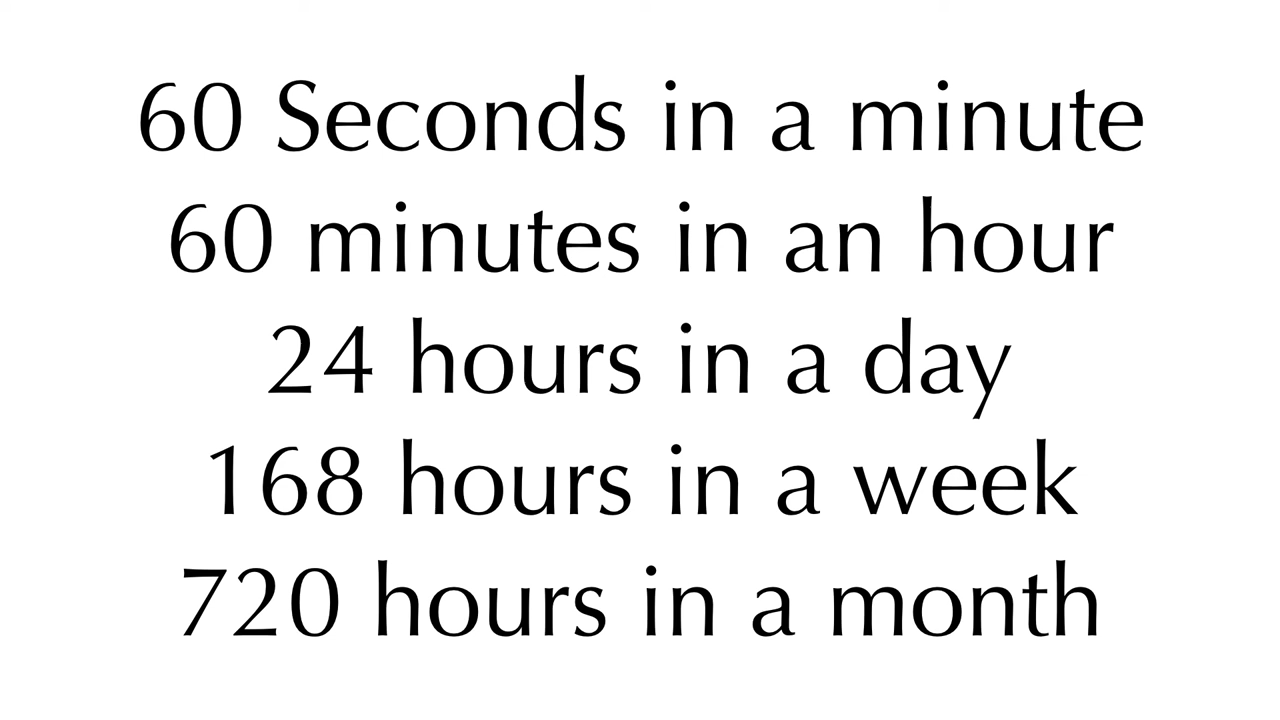 60 Seconds in a minute
60 minutes in an hour
24 hours in a day
168 hours in a week
720 hours in a month